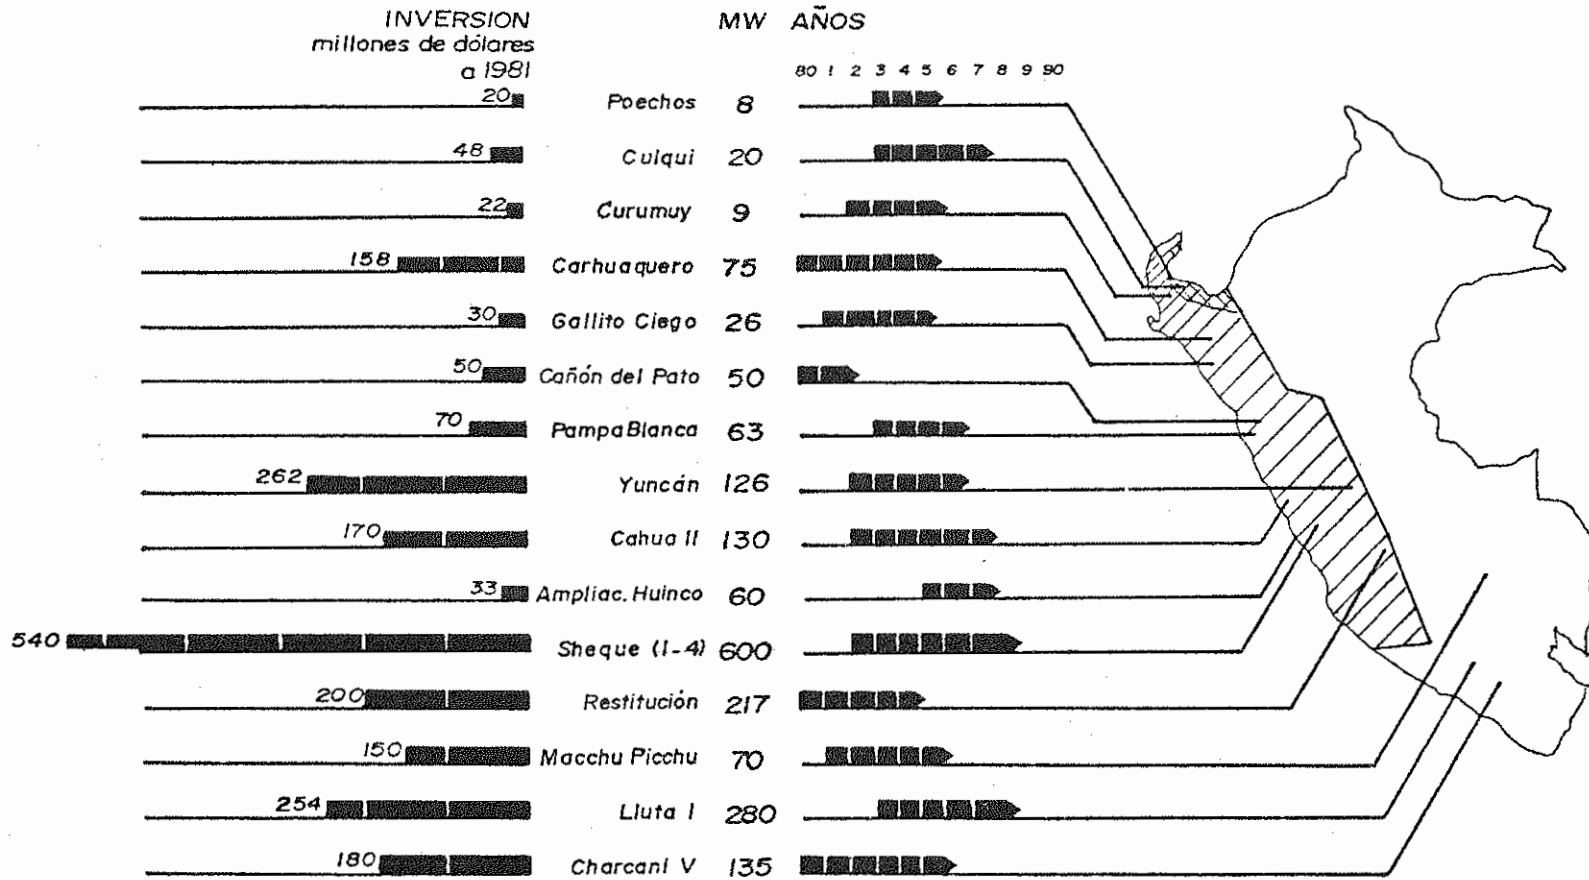 INVERSION MW AÑOS
millones de dólares
a 1981 80 1 2 3 4 5 6 7 8 9 90
20 Poechos 8
48 Culqui 20
22 Curumuy 9
158 Carhuaquero 75
30 Gallito Ciego 26
50 Cañón del Pato 50
70 Pampa Blanca 63
262 Yuncán 126
170 Cahua II 130
33 Ampliac. Huinco 60
540 Sheque (1-4) 600
200 Restitución 217
150 Macchu Picchu 70
254 Lluta I 280
180 Charcani V 135